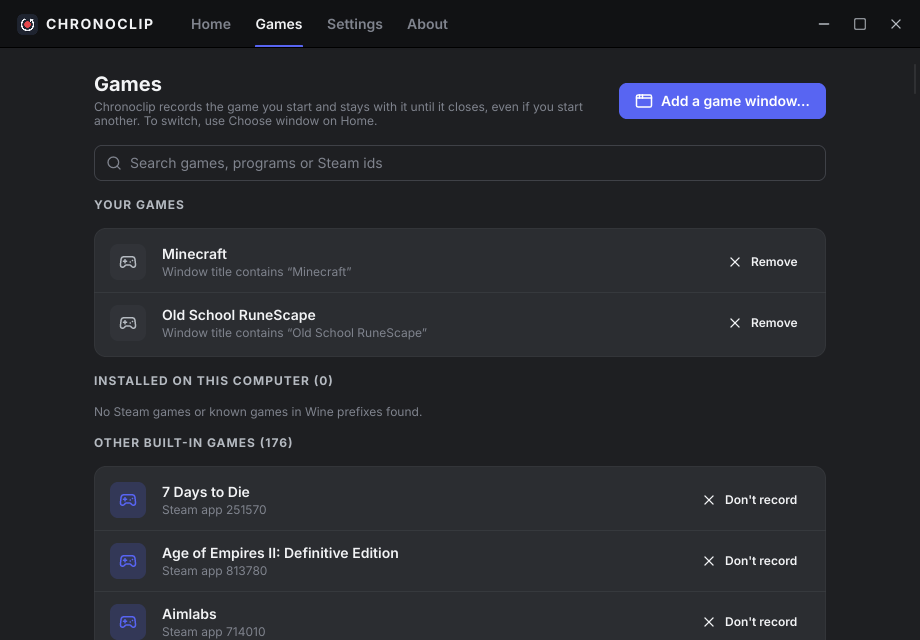 CHRONOCLIP
Home
Games
Settings
About
Games
Chronoclip records the game you start and stays with it until it closes, even if you start
another. To switch, use Choose window on Home.
Add a game window...
Search games, programs or Steam ids
YOUR GAMES
Minecraft
Window title contains “Minecraft”
Remove
Old School RuneScape
Window title contains “Old School RuneScape”
Remove
INSTALLED ON THIS COMPUTER (0)
No Steam games or known games in Wine prefixes found.
OTHER BUILT-IN GAMES (176)
7 Days to Die
Steam app 251570
Don't record
Age of Empires II: Definitive Edition
Steam app 813780
Don't record
Aimlabs
Steam app 714010
Don't record